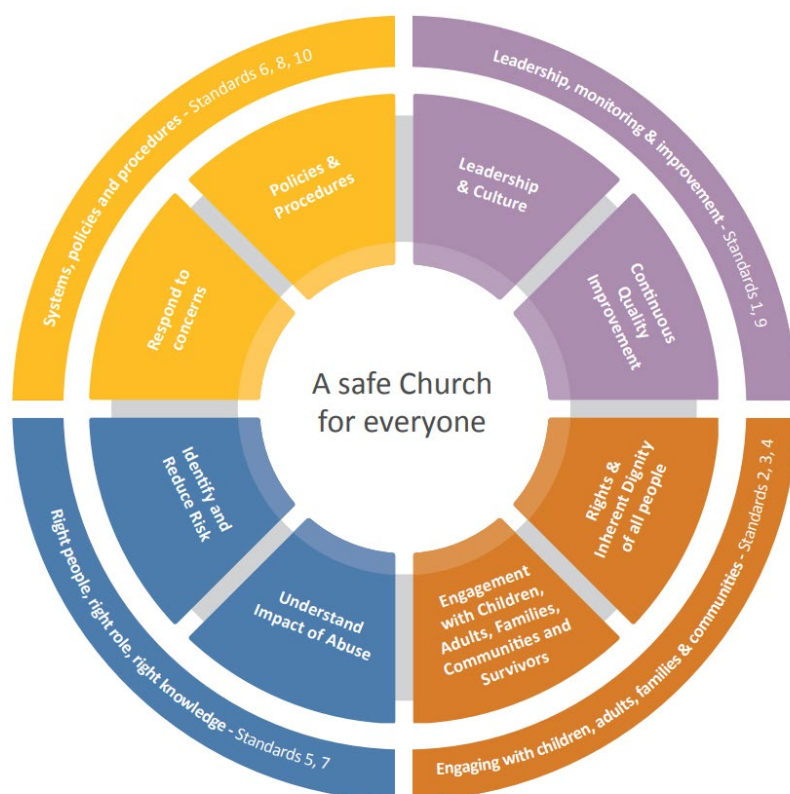 Systems, policies and procedures - Standards 6, 8, 10
Leadership, monitoring & improvement - Standards 1, 9
Policies &
Procedures
Leadership
& Culture
Respond to
concerns
Continuous
Quality
Improvement
A safe Church
for everyone
Identify and
Reduce Risk
Rights &
Inherent Dignity
of all people
Understand
Impact of Abuse
Engagement
with Children,
Adults, Families,
Communities and
Survivors
Right people, right role, right knowledge - Standards 5, 7
Engaging with children, adults, families & communities - Standards 2, 3, 4